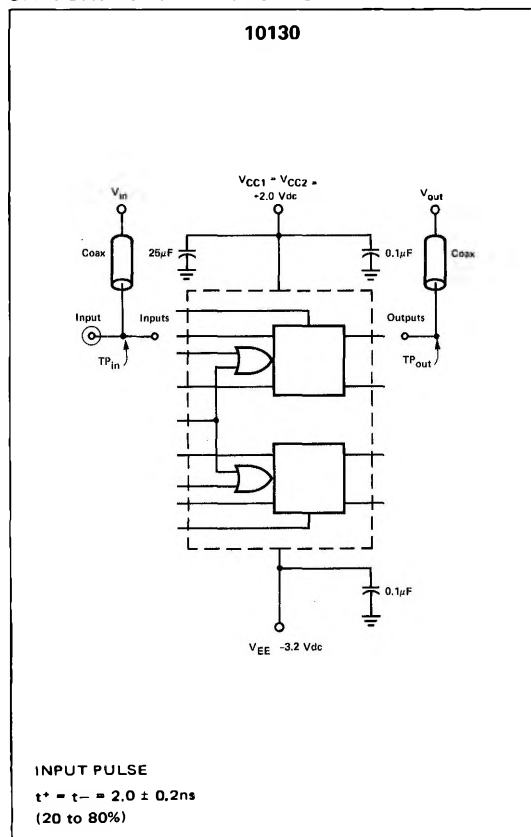 10130
V_CC1 = V_CC2 =
+2.0 Vdc
V_in
V_out
Coax
25μF
0.1μF
Coax
Input
Inputs
Outputs
TP_in
TP_out
0.1μF
V_EE -3.2 Vdc
INPUT PULSE
t+ = t- = 2.0 ± 0.2ns
(20 to 80%)